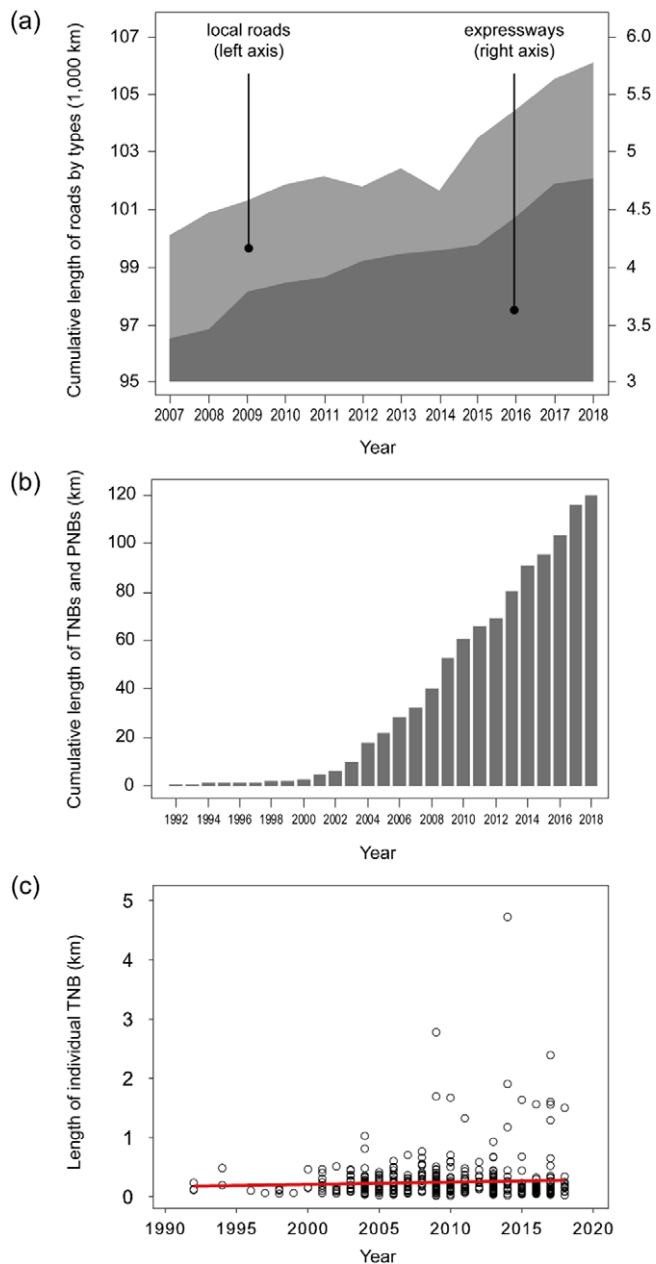 (a)
local roads
(left axis)
expressways
(right axis)
Cumulative length of roads by types (1,000 km)
107
105
103
101
99
97
95
6.0
5.5
5
4.5
4
3.5
3
2007 2008 2009 2010 2011 2012 2013 2014 2015 2016 2017 2018
Year
(b)
Cumulative length of TNBs and PNBs (km)
120
100
80
60
40
20
0
1992 1994 1996 1998 2000 2002 2004 2006 2008 2010 2012 2014 2016 2018
Year
(c)
Length of individual TNB (km)
5
4
3
2
1
0
1990 1995 2000 2005 2010 2015 2020
Year